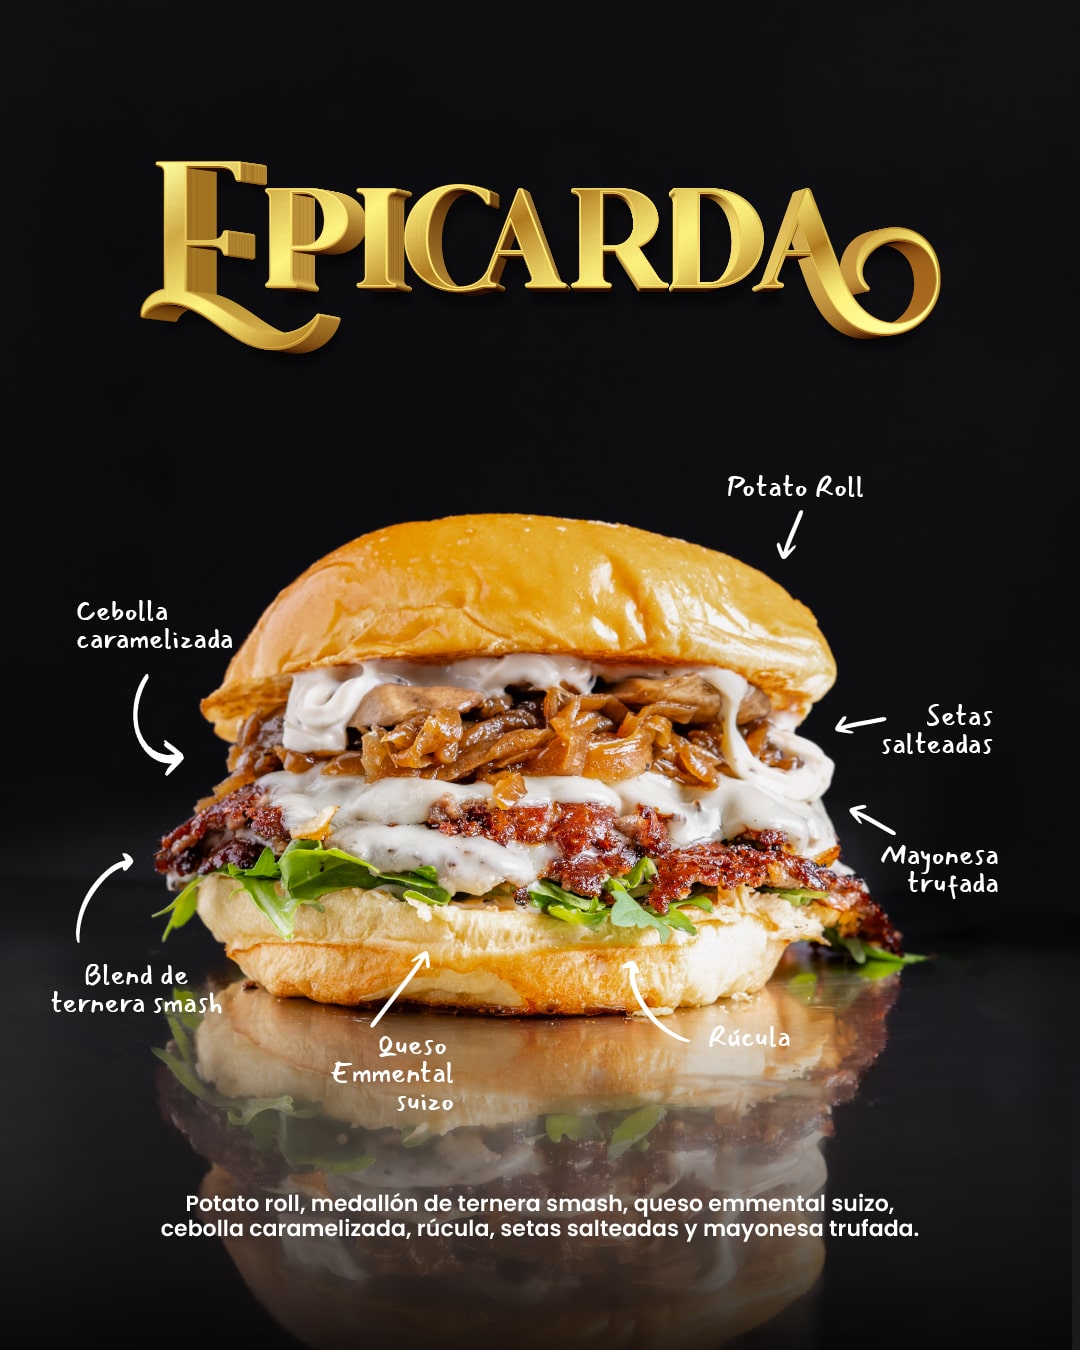 EPICARDA
Potato Roll
Cebolla
caramelizada
Setas
salteadas
Mayonesa
trufada
Blend de
ternera smash
Queso
Emmental
suizo
Rúcula
Potato roll, medallón de ternera smash, queso emmental suizo,
cebolla caramelizada, rúcula, setas salteadas y mayonesa trufada.